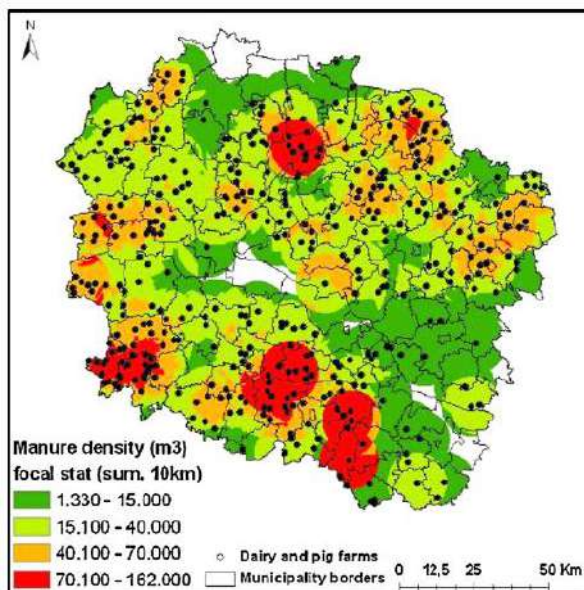 N
Manure density (m3)
focal stat (sum. 10km)
1.330 - 15.000
15.100 - 40.000
40.100 - 70.000
70.100 - 162.000
Dairy and pig farms
Municipality borders
0 12,5 25 50 Km